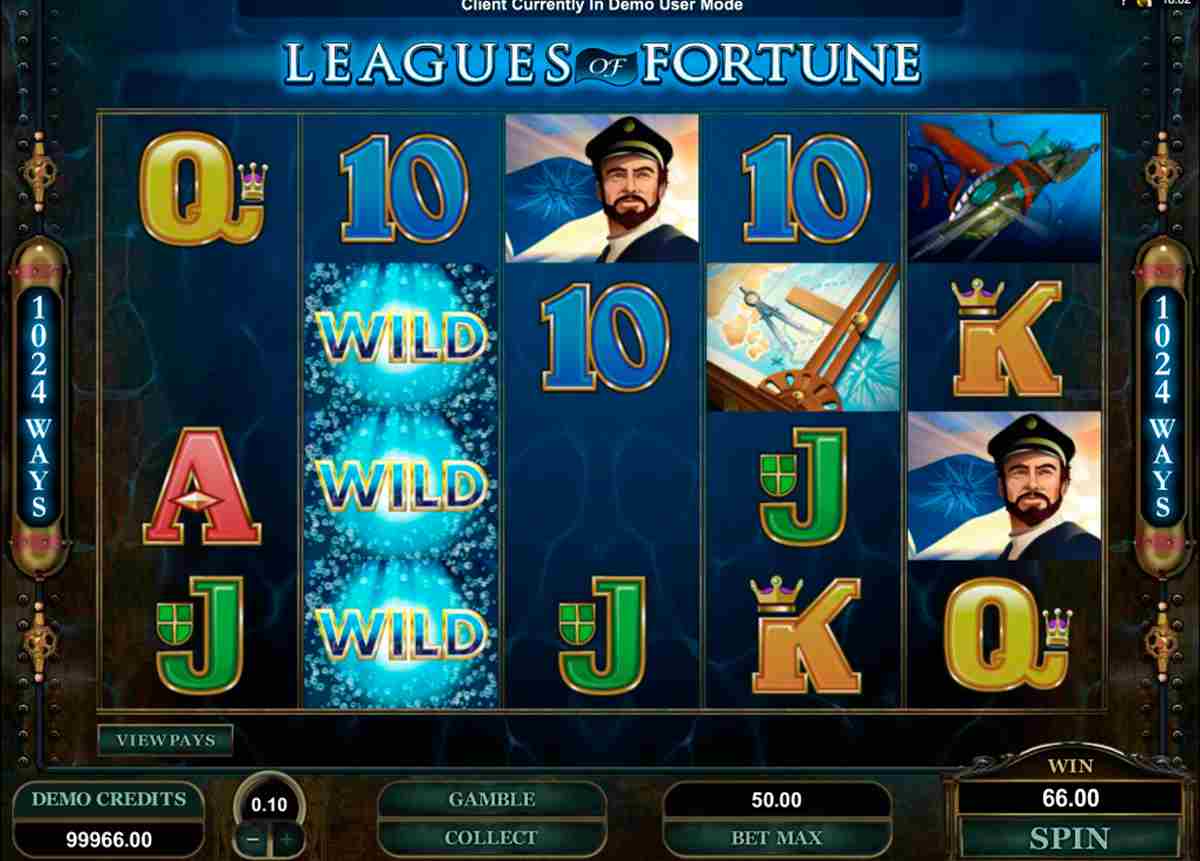 Client Currently In Demo User Mode
LEAGUES OF FORTUNE
Q 10 10
WILD 10 K
A WILD J
J WILD J K Q
1024 WAYS
1024 WAYS
VIEW PAYS
WIN
DEMO CREDITS 0.10 GAMBLE 50.00 66.00
99966.00 − + COLLECT BET MAX SPIN